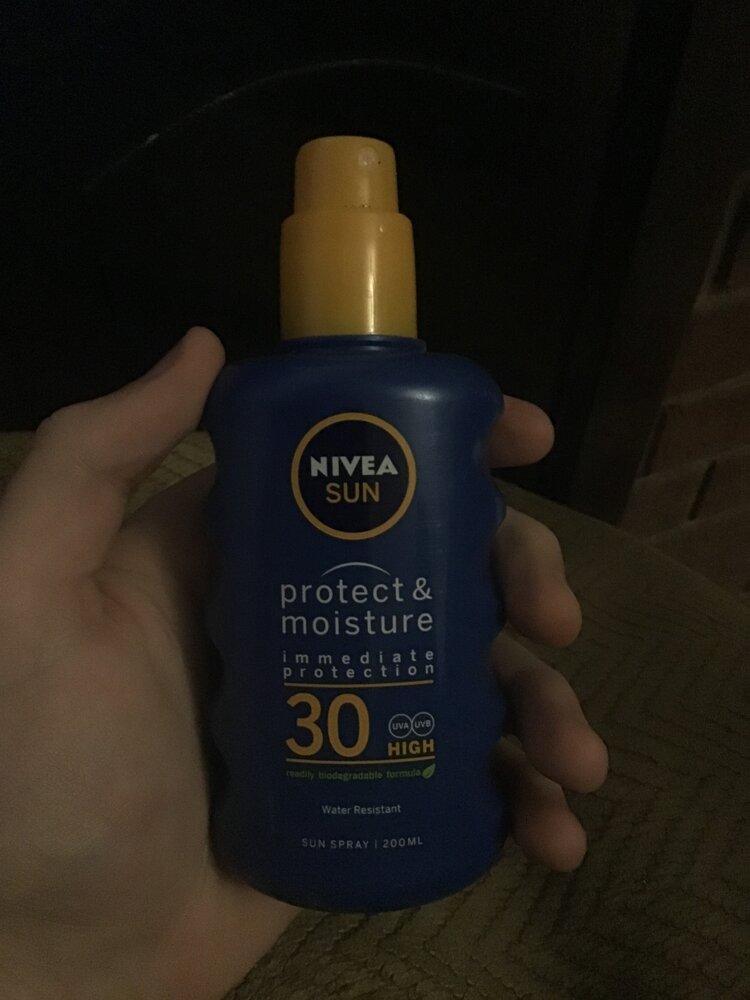 NIVEA
SUN
protect &
moisture
immediate
protection
30
UVA UVB
HIGH
readily biodegradable formula
Water Resistant
SUN SPRAY | 200ML